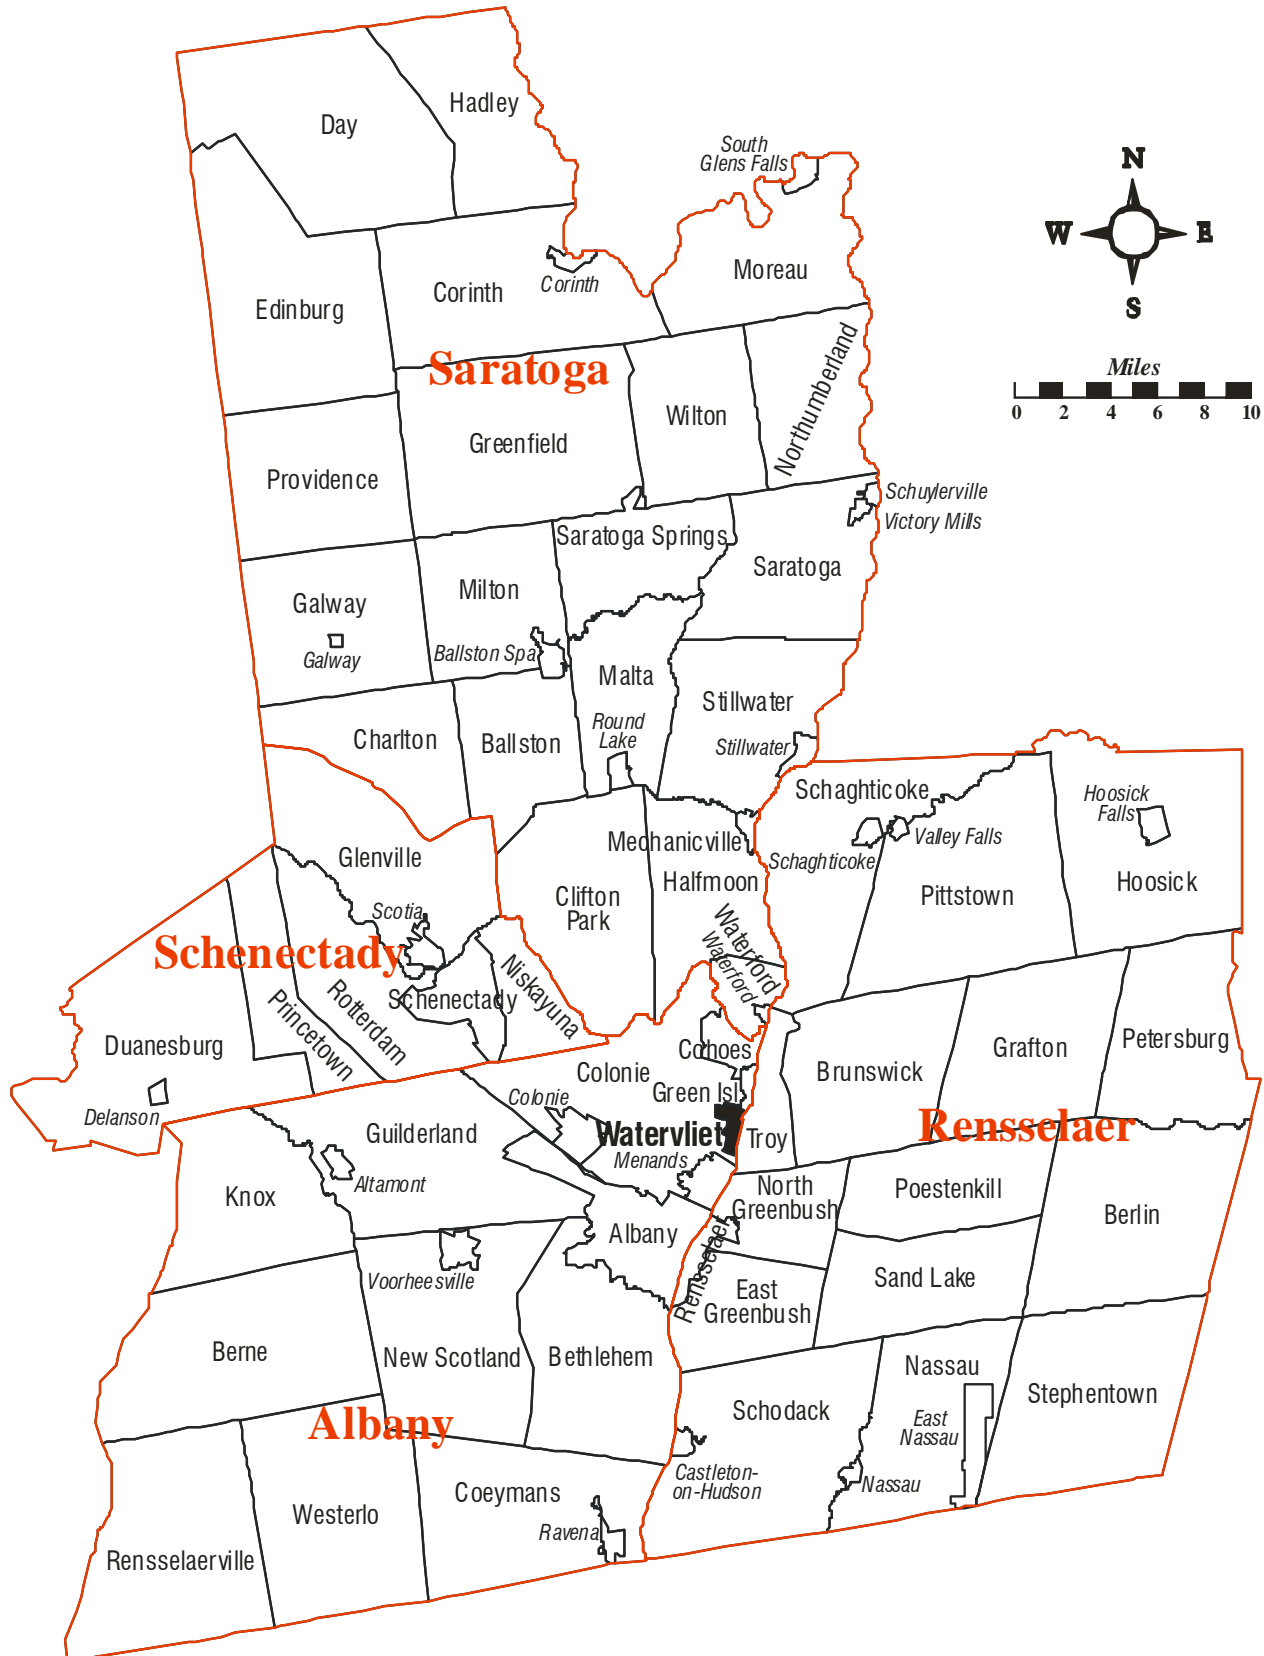 Hadley
Day
South
Glens Falls
N
W
E
S
Moreau
Corinth
Corinth
Edinburg
Northumberland
Saratoga
Miles
0 2 4 6 8 10
Wilton
Greenfield
Providence
Schuylerville
Victory Mills
Saratoga Springs
Saratoga
Milton
Galway
Galway
Ballston Spa
Malta
Stillwater
Round
Lake
Stillwater
Charlton
Ballston
Schaghticoke
Hoosick
Falls
Mechanicville
Valley Falls
Glenville
Schaghticoke
Halfmoon
Hoosick
Clifton
Park
Pittstown
Scotia
Waterford
Waterford
Schenectady
Niskayuna
Schenectady
Rotterdam
Princetown
Duanesburg
Cohoes
Grafton
Petersburg
Colonie
Brunswick
Green Isl
Colonie
Delanson
Rensselaer
Guilderland
Watervliet
Troy
Menands
Altamont
Knox
North
Greenbush
Poestenkill
Berlin
Albany
Rensselaer
Voorheesville
Sand Lake
East
Greenbush
Berne
New Scotland
Bethlehem
Nassau
Stephentown
Albany
Schodack
East
Nassau
Castleton-
on-Hudson
Nassau
Coeymans
Westerlo
Ravena
Rensselaerville